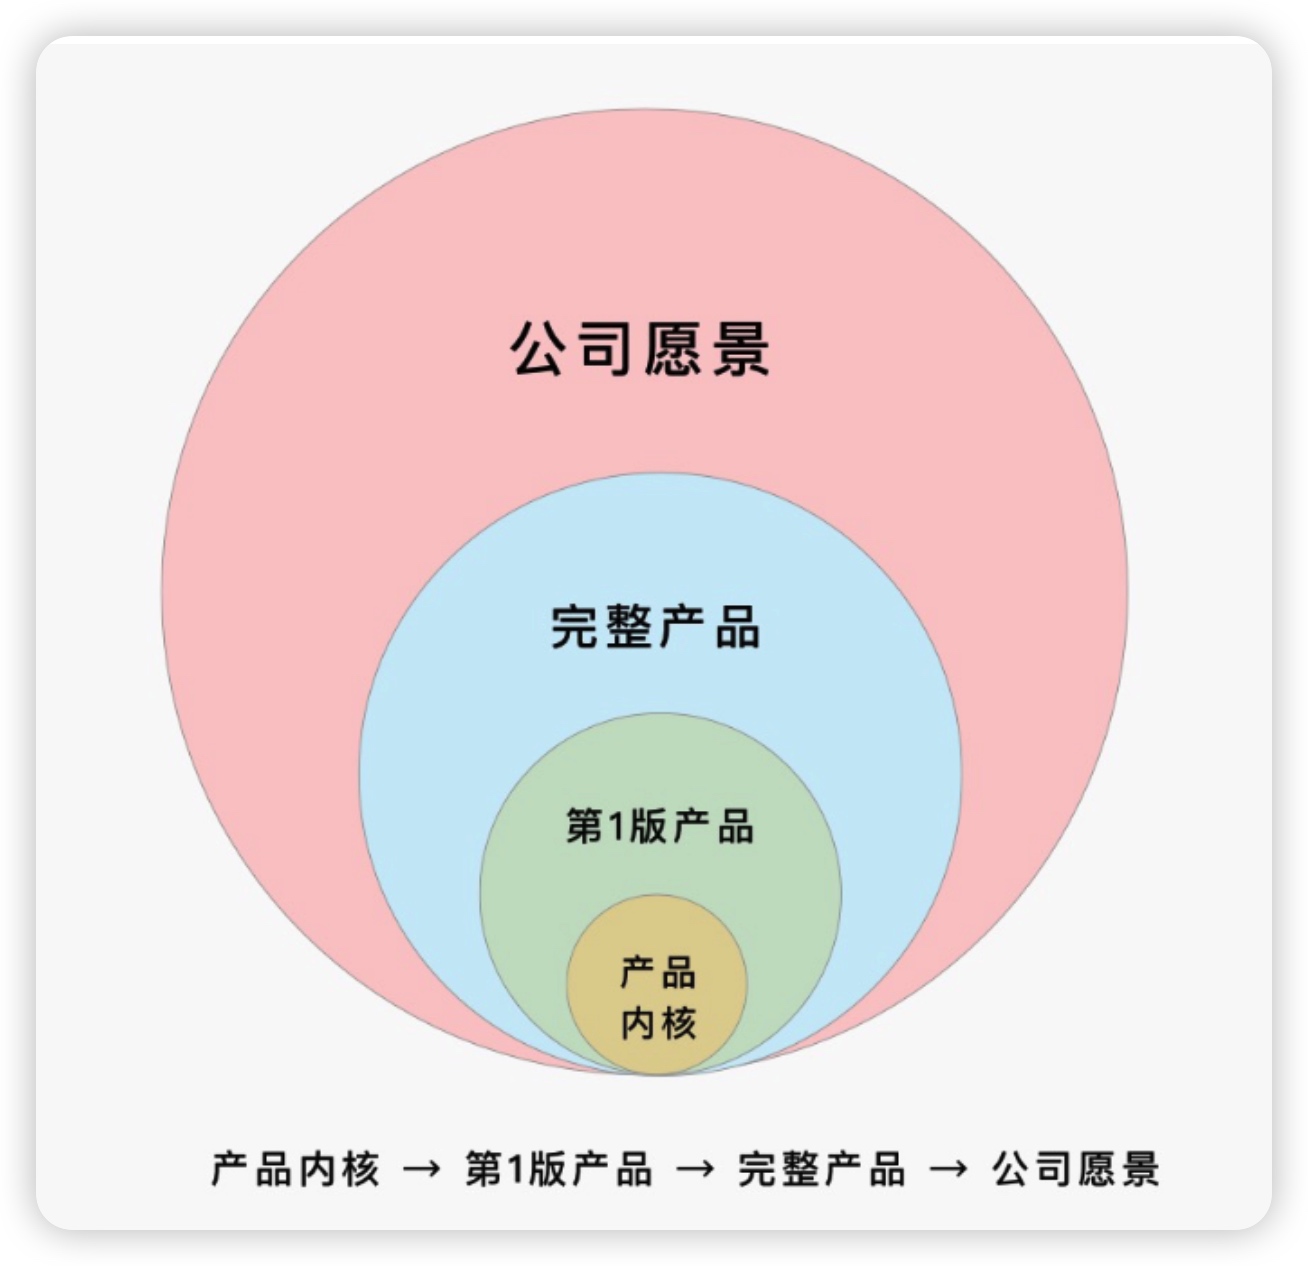 公司愿景
完整产品
第1版产品
产品
内核
产品内核 → 第1版产品 → 完整产品 → 公司愿景